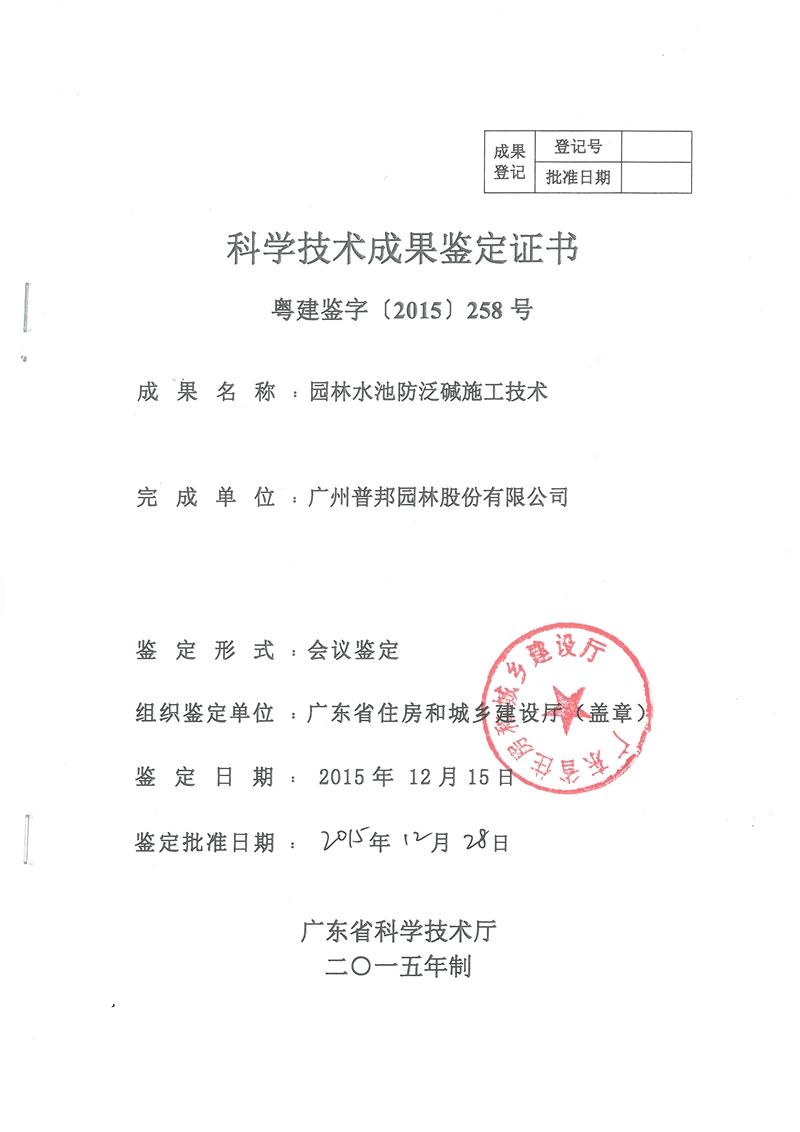 成果登记
登记号
批准日期
科学技术成果鉴定证书
粤建鉴字〔2015〕258 号
成果名称：园林水池防泛碱施工技术
完成单位：广州普邦园林股份有限公司
鉴定形式：会议鉴定
组织鉴定单位：广东省住房和城乡建设厅（盖章）
鉴定日期：2015 年 12 月 15 日
鉴定批准日期：2015 年 12 月 28 日
广东省住房和城乡建设厅
广东省科学技术厅
二〇一五年制